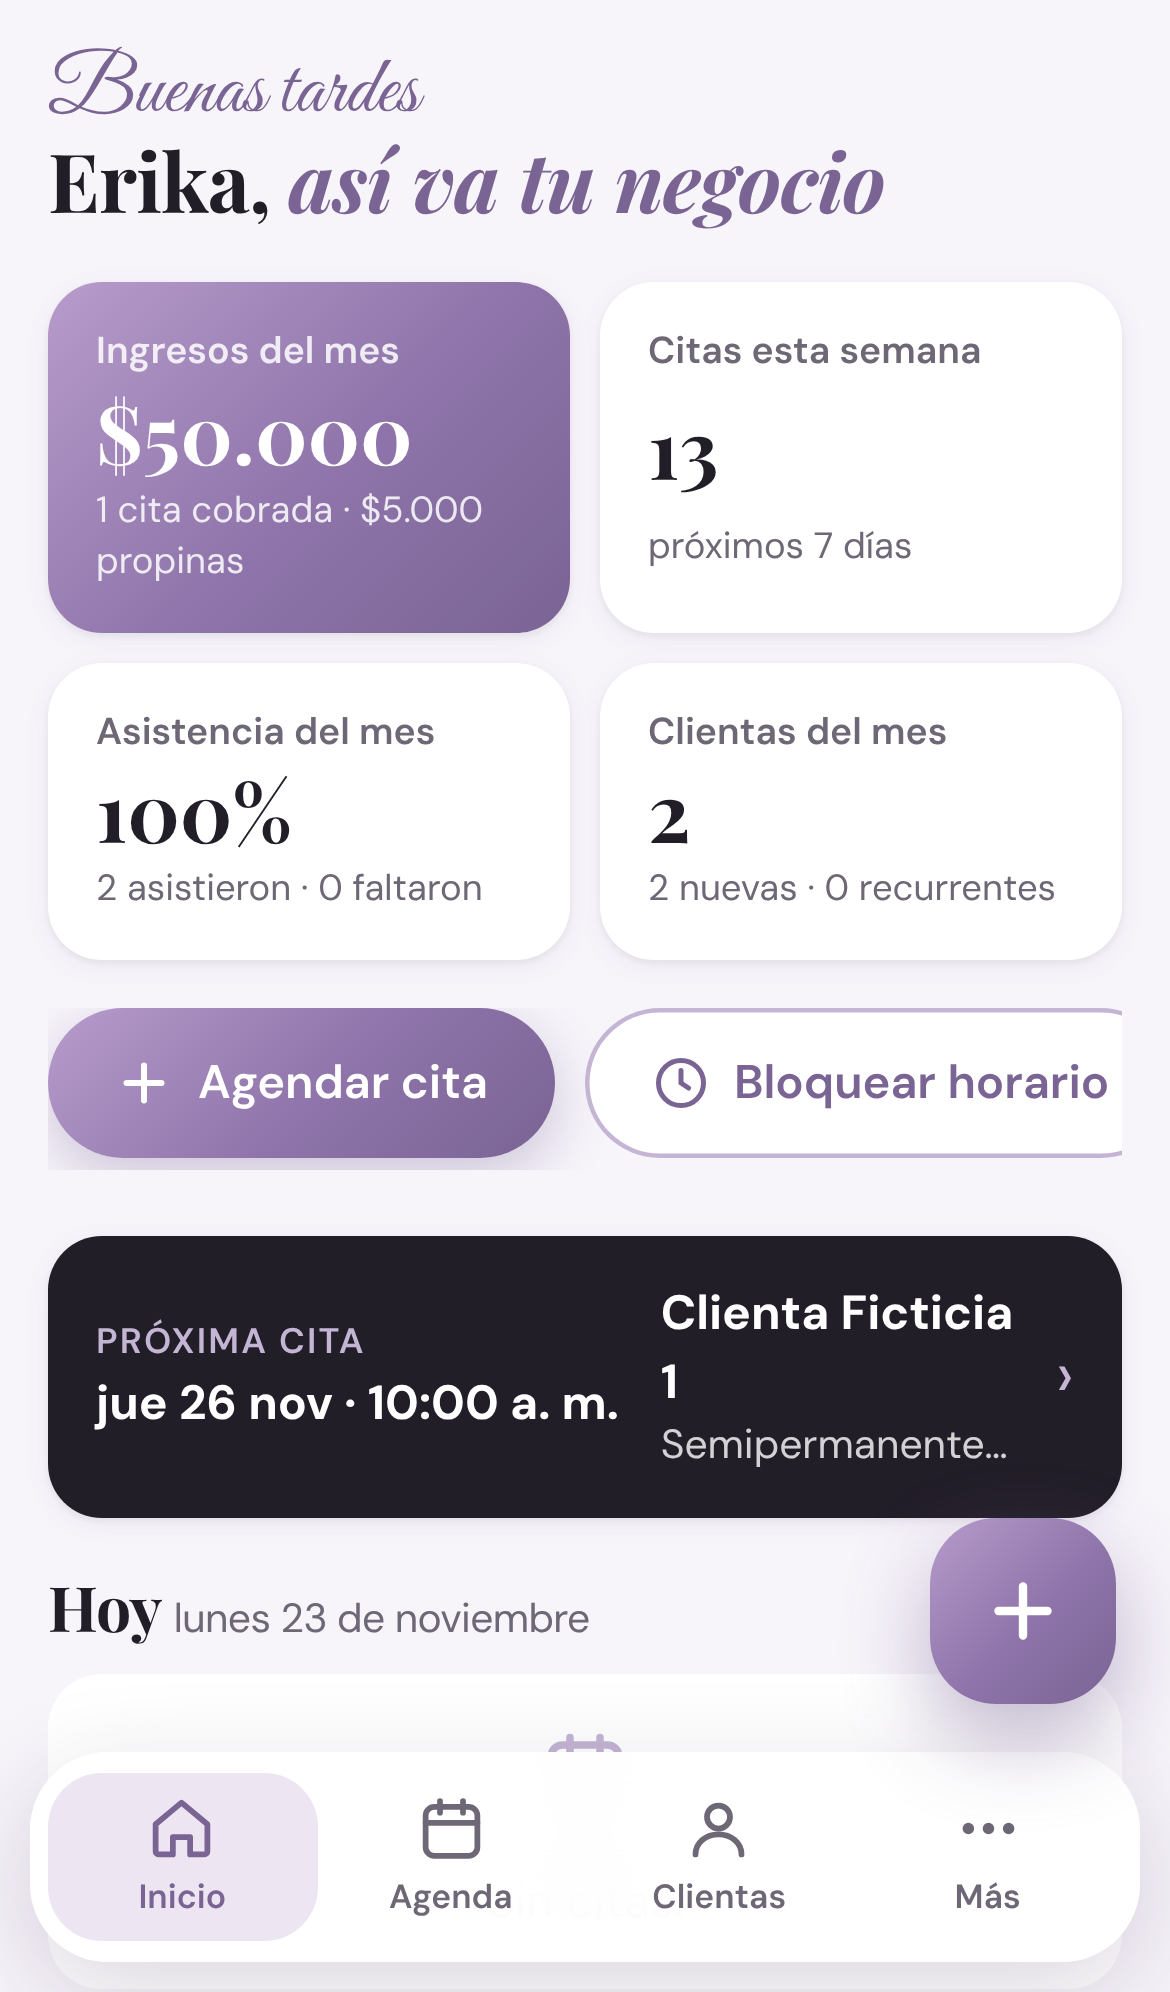 Buenas tardes
Erika, así va tu negocio
Ingresos del mes
$50.000
1 cita cobrada · $5.000
propinas
Citas esta semana
13
próximos 7 días
Asistencia del mes
100%
2 asistieron · 0 faltaron
Clientas del mes
2
2 nuevas · 0 recurrentes
+ Agendar cita
Bloquear horario
PRÓXIMA CITA
jue 26 nov · 10:00 a. m.
Clienta Ficticia
1
Semipermanente...
›
Hoy lunes 23 de noviembre
+
Inicio
Agenda
Clientas
Más